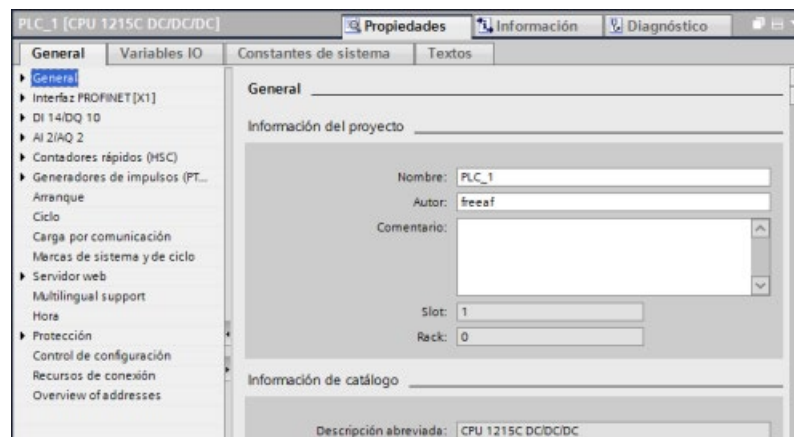 PLC_1 [CPU 1215C DC/DC/DC]
Propiedades
Información
Diagnóstico
General
Variables IO
Constantes de sistema
Textos
General
Interfaz PROFINET [X1]
DI 14/DQ 10
AI 2/AQ 2
Contadores rápidos (HSC)
Generadores de impulsos (PT...
Arranque
Ciclo
Carga por comunicación
Marcas de sistema y de ciclo
Servidor web
Multilingual support
Hora
Protección
Control de configuración
Recursos de conexión
Overview of addresses
General
Información del proyecto
Nombre: PLC_1
Autor: freeaf
Comentario:
Slot: 1
Rack: 0
Información de catálogo
Descripción abreviada: CPU 1215C DC/DC/DC